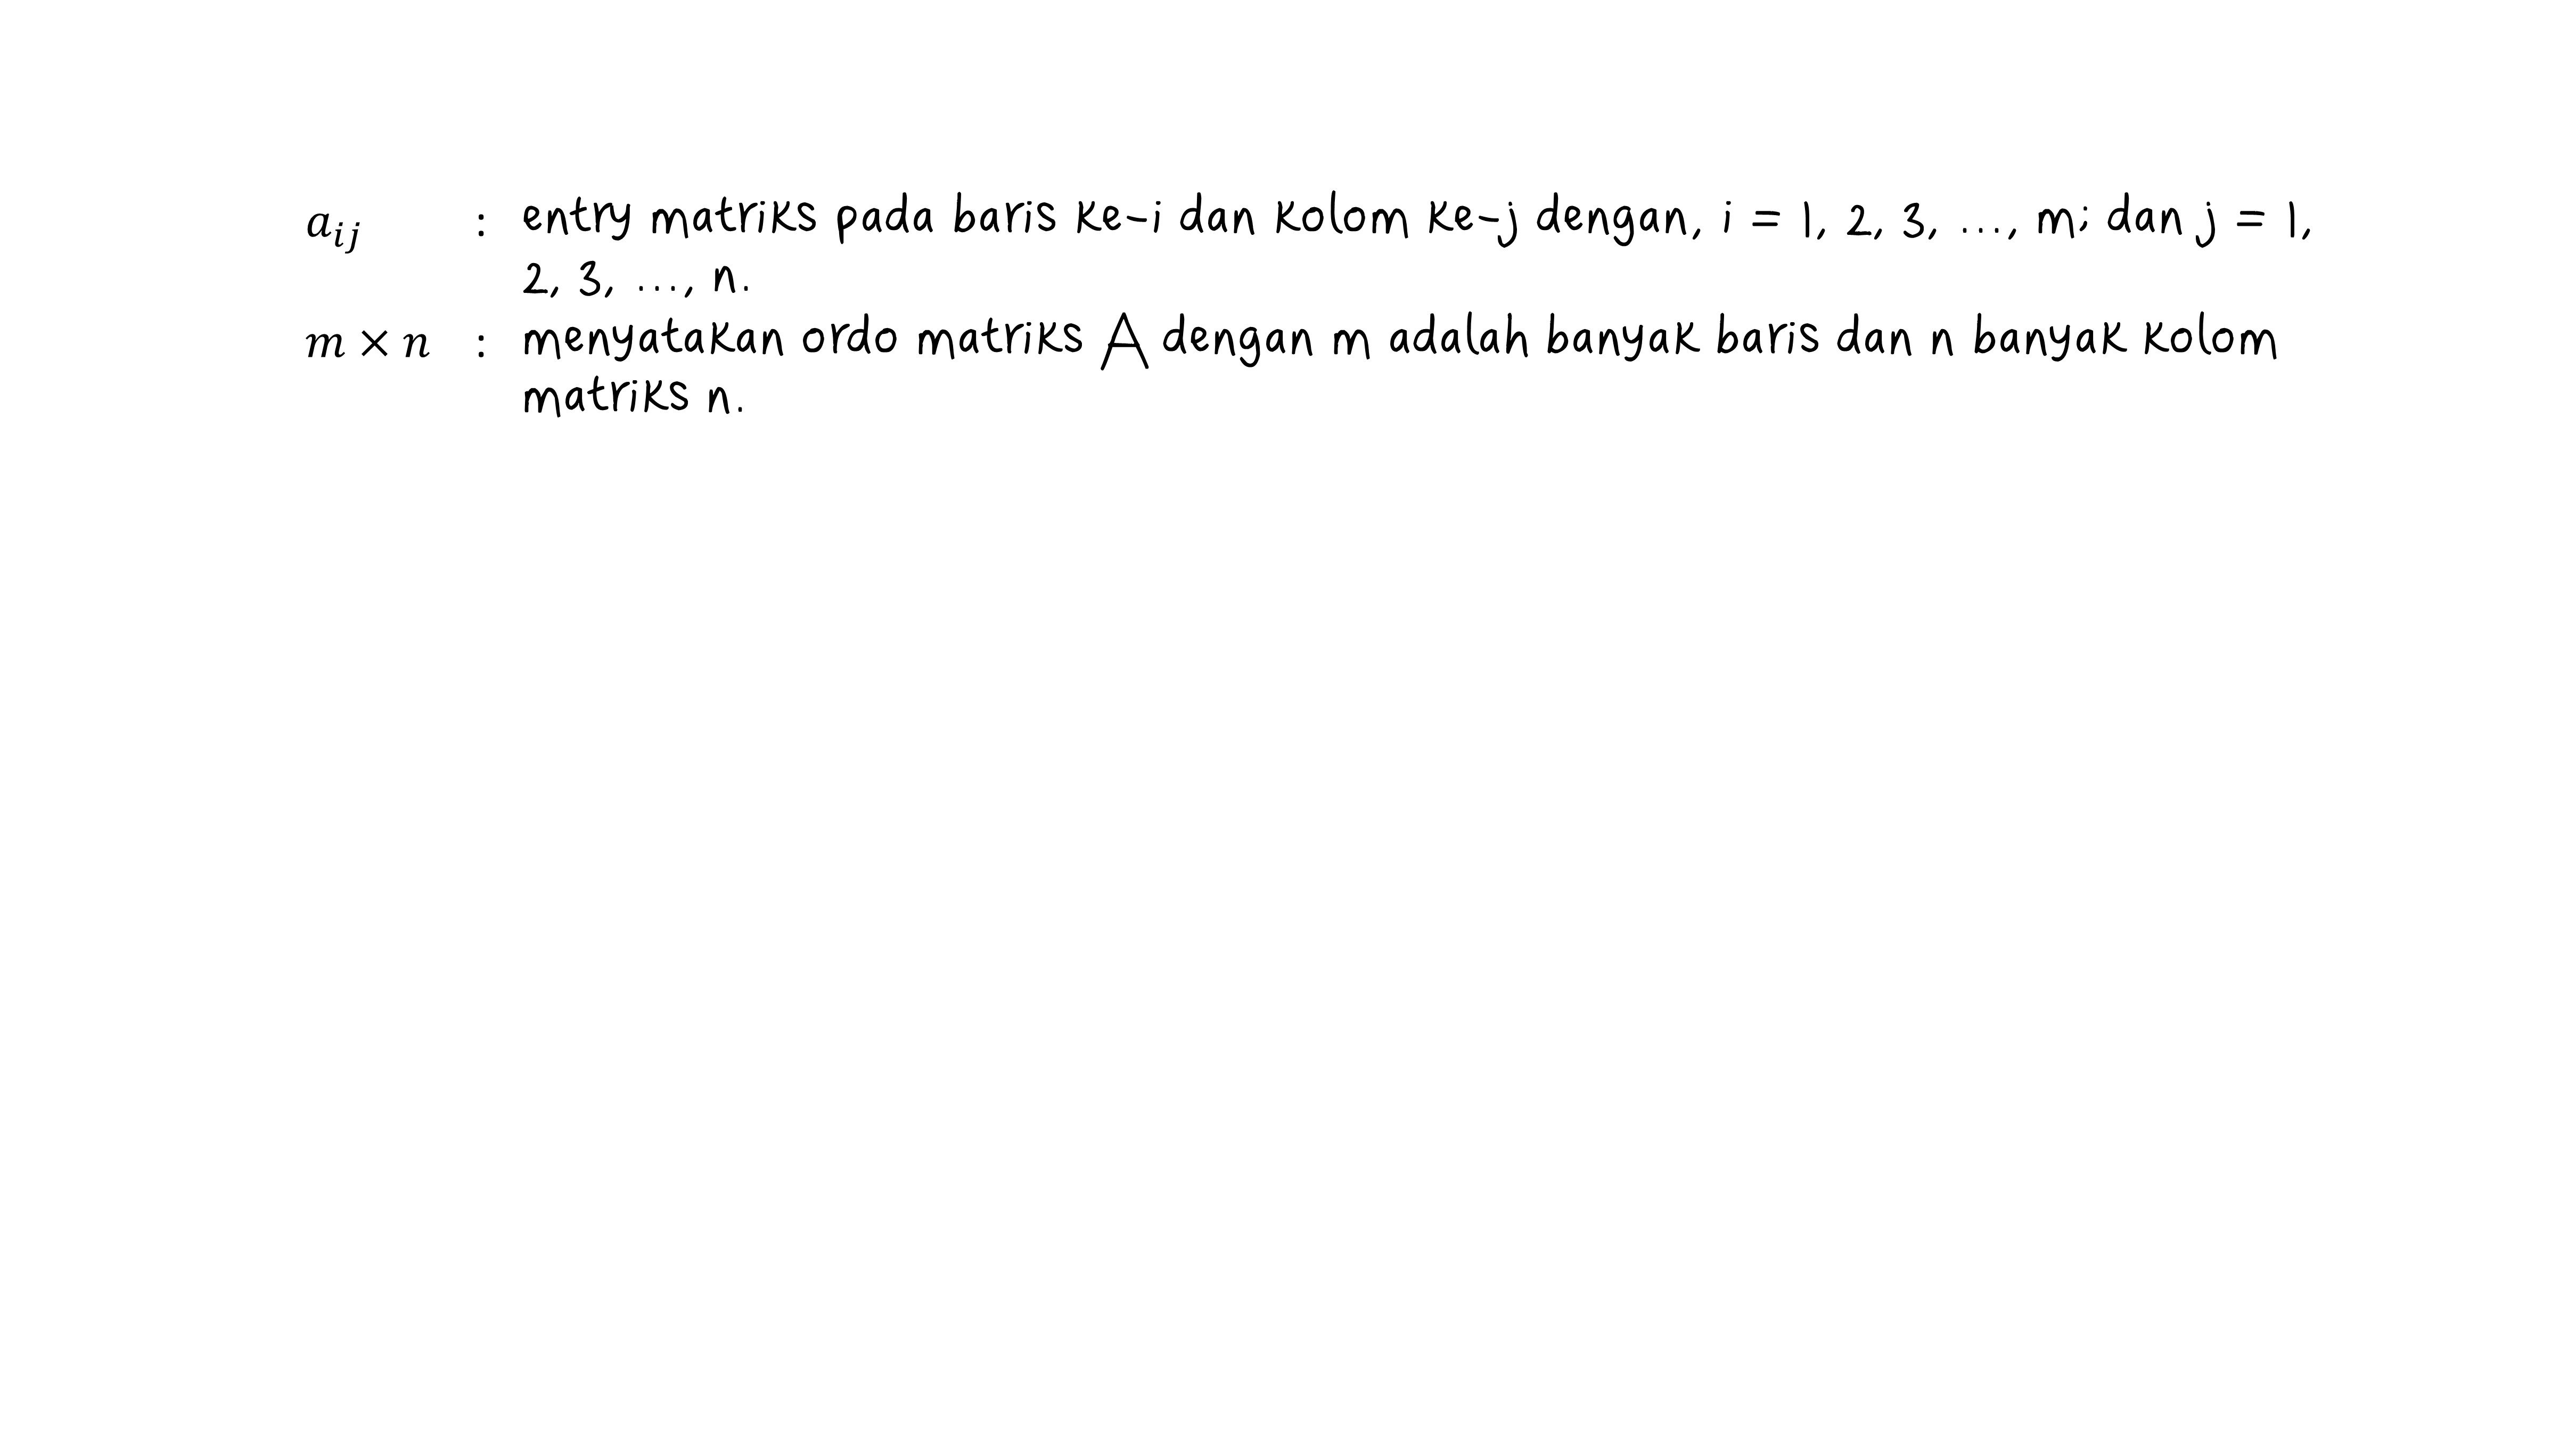 a_{ij} : entry matriks pada baris ke-i dan kolom ke-j dengan, i = 1, 2, 3, ..., m; dan j = 1,
2, 3, ..., n.
m × n : menyatakan ordo matriks A dengan m adalah banyak baris dan n banyak kolom
matriks n.